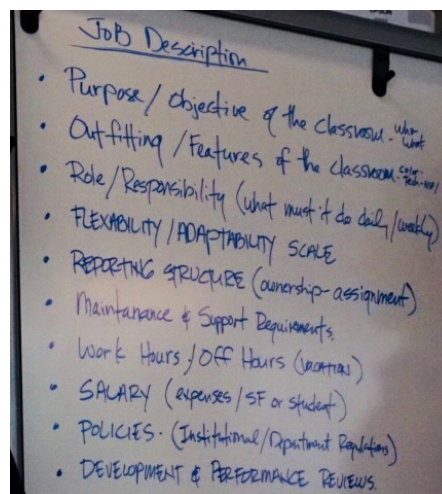 Job Description
• Purpose / Objective of the classroom - who what
• Outfitting / Features of the classroom -
• Role/Responsibility (what must it do daily/weekly)
• FLEXABILITY / ADAPTABILITY SCALE
• REPORTING STRUCTURE (ownership - assignment)
• Maintanance & Support Requirements.
• Work Hours / Off Hours (VACATION)
• SALARY (expenses / SF or student)
• POLICIES - (Institutional / Department Regulations)
• DEVELOPMENT & PERFORMANCE REVIEWS.